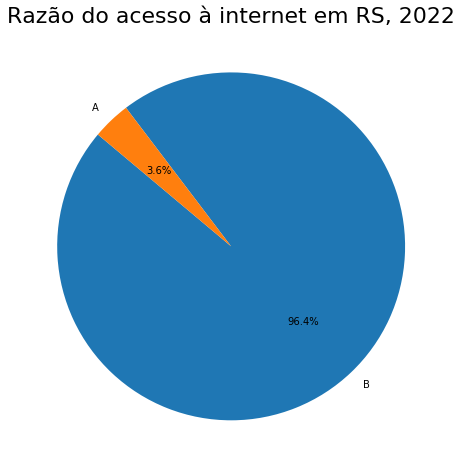 Razão do acesso à internet em RS, 2022
A
3.6%
96.4%
B